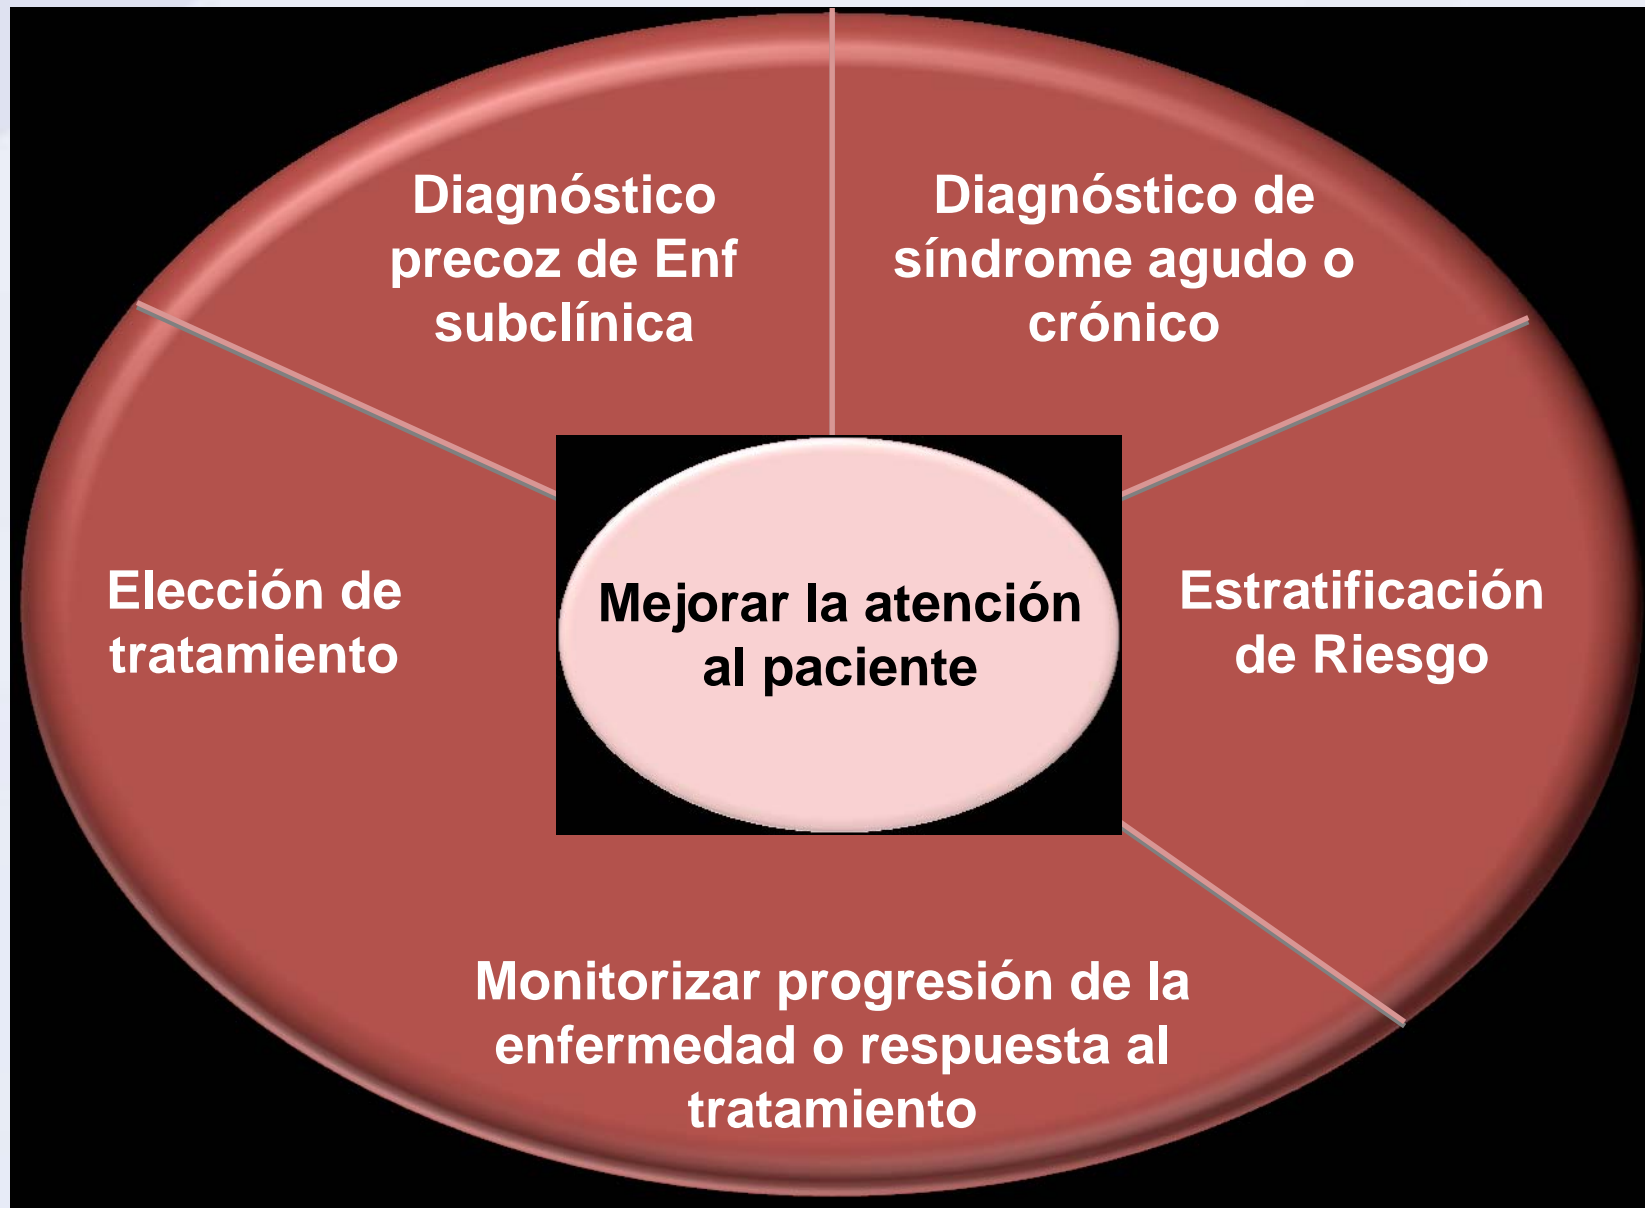 Diagnóstico
precoz de Enf
subclínica
Diagnóstico de
síndrome agudo o
crónico
Elección de
tratamiento
Mejorar la atención
al paciente
Estratificación
de Riesgo
Monitorizar progresión de la
enfermedad o respuesta al
tratamiento